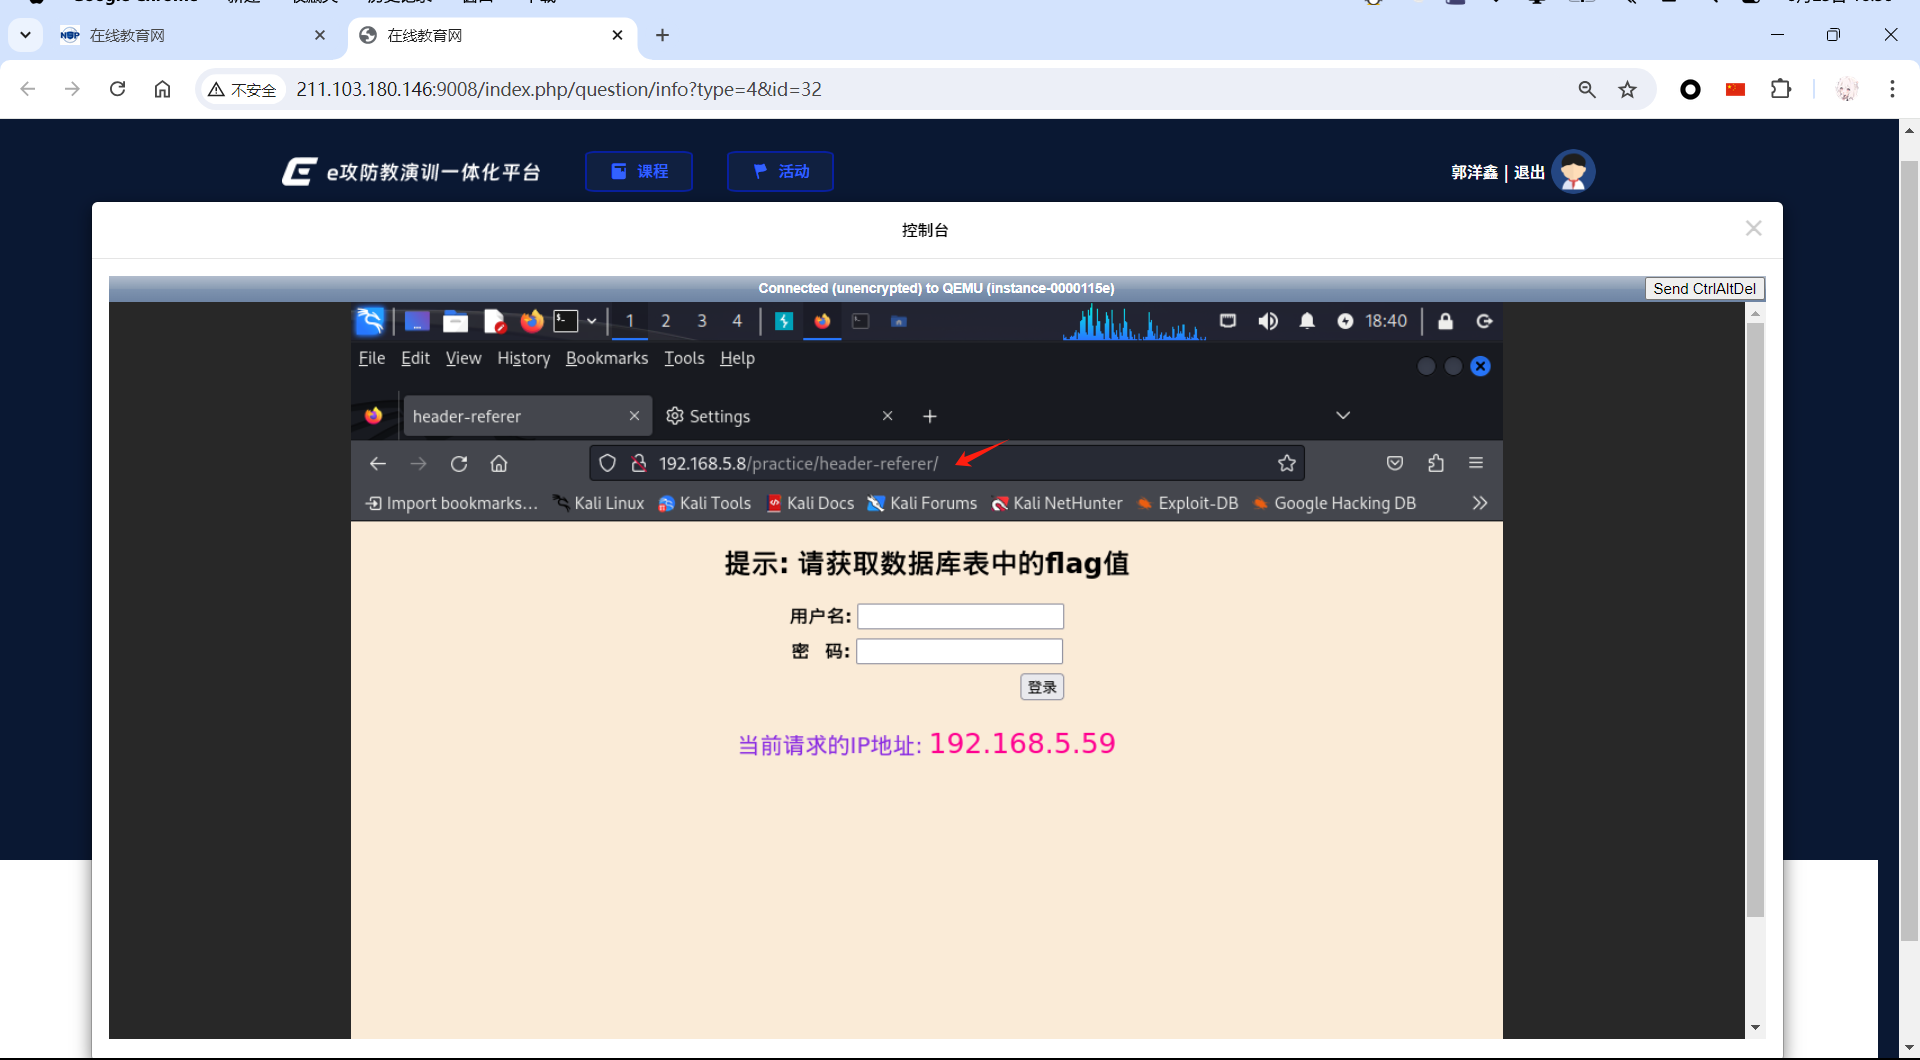 在线教育网
在线教育网
不安全
211.103.180.146:9008/index.php/question/info?type=4&id=32
e攻防教演训一体化平台
课程
活动
郭洋鑫 | 退出
控制台
Connected (unencrypted) to QEMU (instance-0000115e)
Send CtrlAltDel
1 2 3 4
18:40
File Edit View History Bookmarks Tools Help
header-referer
Settings
192.168.5.8/practice/header-referer/
Import bookmarks...
Kali Linux
Kali Tools
Kali Docs
Kali Forums
Kali NetHunter
Exploit-DB
Google Hacking DB
提示: 请获取数据库表中的flag值
用户名:
密 码:
登录
当前请求的IP地址: 192.168.5.59